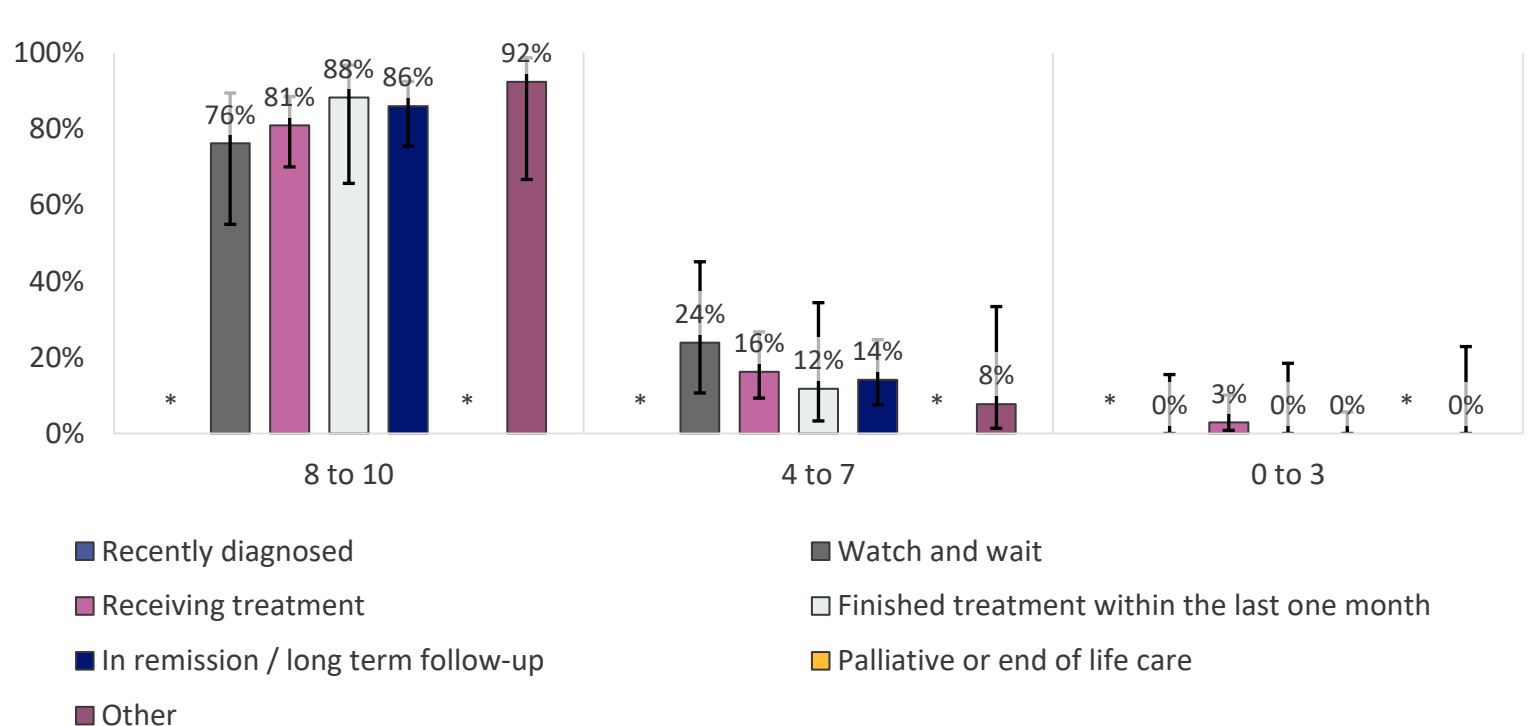 100%
80%
60%
40%
20%
0%
* 76% 81% 88% 86% * 92%
* 24% 16% 12% 14% * 8%
* 0% 3% 0% 0% * 0%
8 to 10 4 to 7 0 to 3
Recently diagnosed Watch and wait
Receiving treatment Finished treatment within the last one month
In remission / long term follow-up Palliative or end of life care
Other